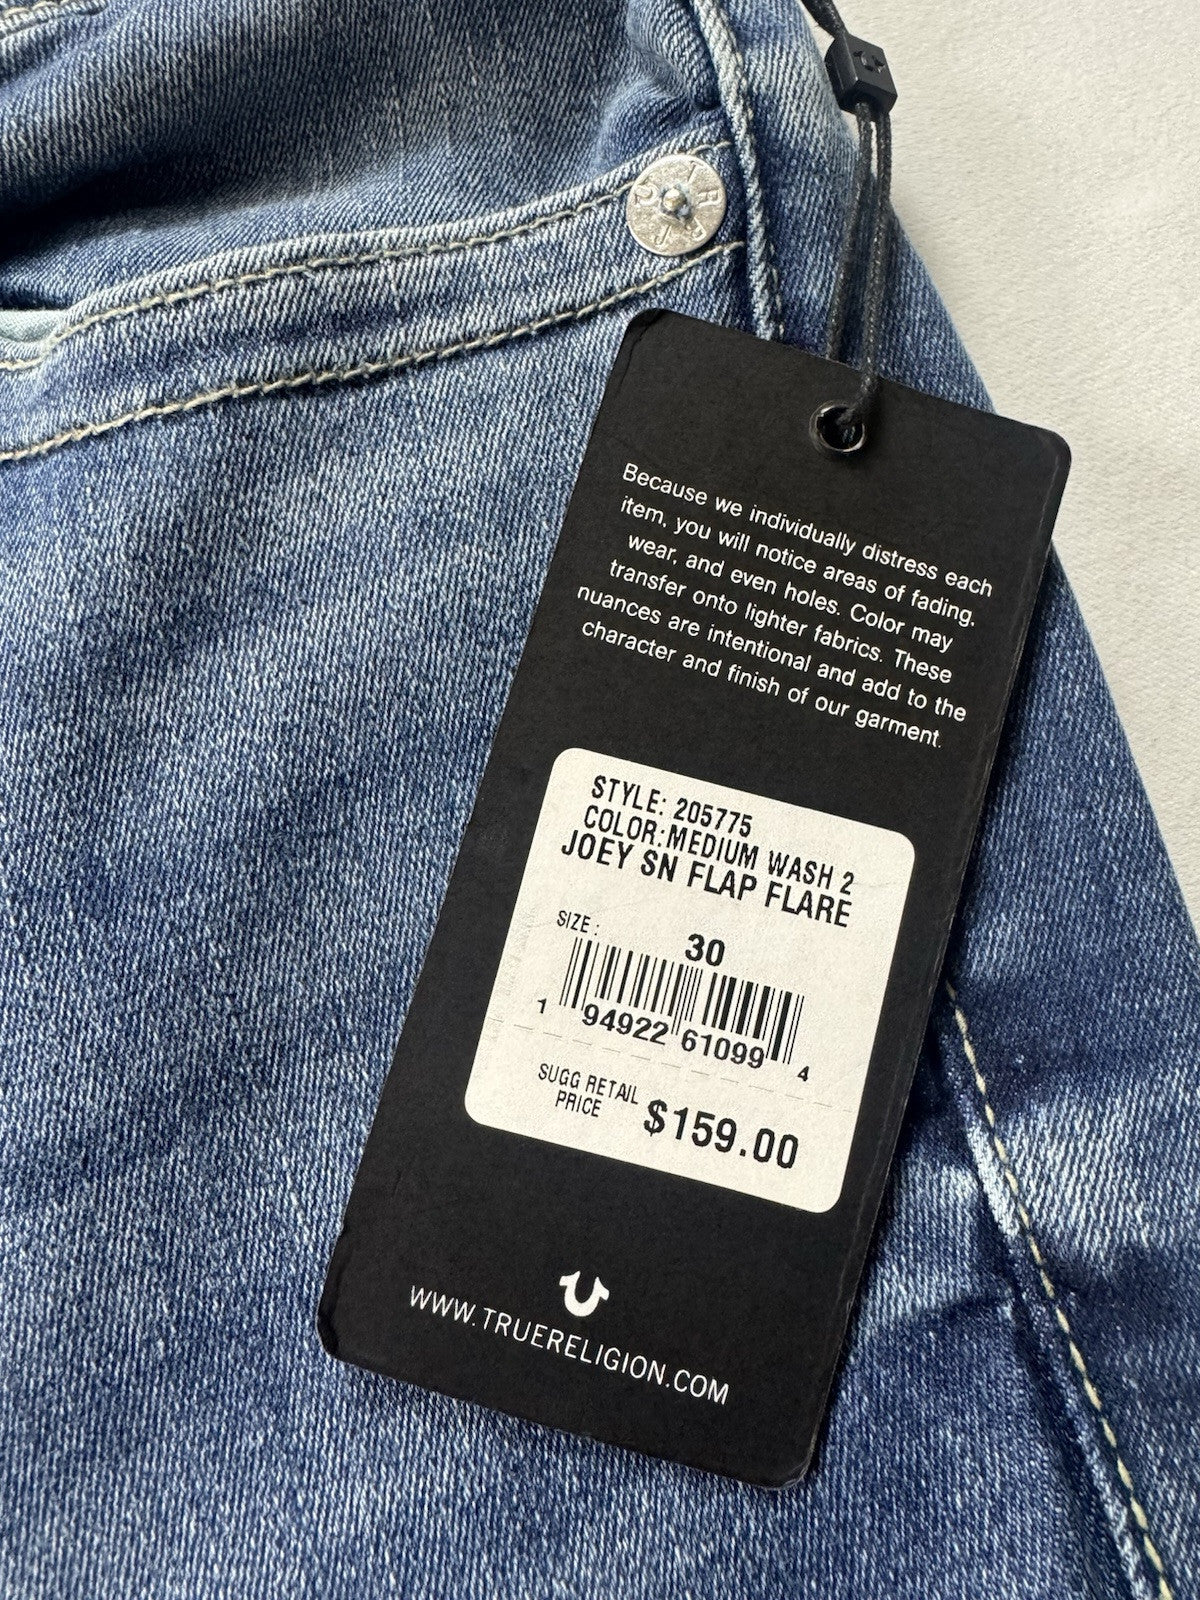 Because we individually distress each
item, you will notice areas of fading,
wear, and even holes. Color may
transfer onto lighter fabrics. These
nuances are intentional and add to the
character and finish of our garment.
STYLE: 205775
COLOR:MEDIUM WASH 2
JOEY SN FLAP FLARE
SIZE: 30
1 94922 61099 4
SUGG RETAIL
PRICE $159.00
WWW.TRUERELIGION.COM